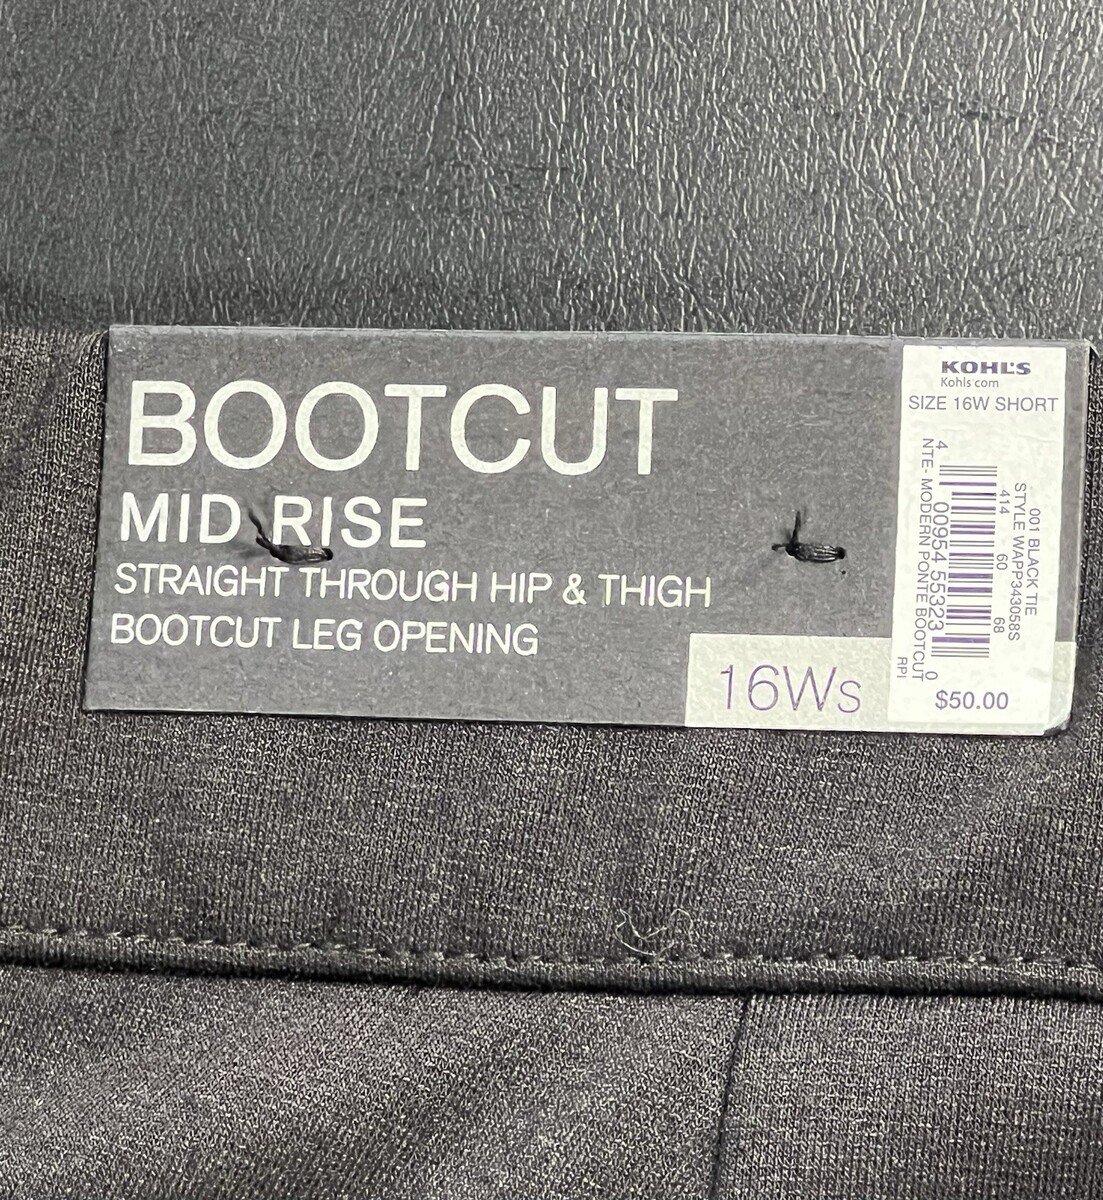 BOOTCUT
MID RISE
STRAIGHT THROUGH HIP & THIGH
BOOTCUT LEG OPENING
16Ws
KOHL'S
Kohls.com
SIZE 16W SHORT
001 BLACK TIE
STYLE WAPP343058S
414 60 68
4 00954 55323 0
NTE- MODERN PONTE BOOTCUT
RPI
$50.00